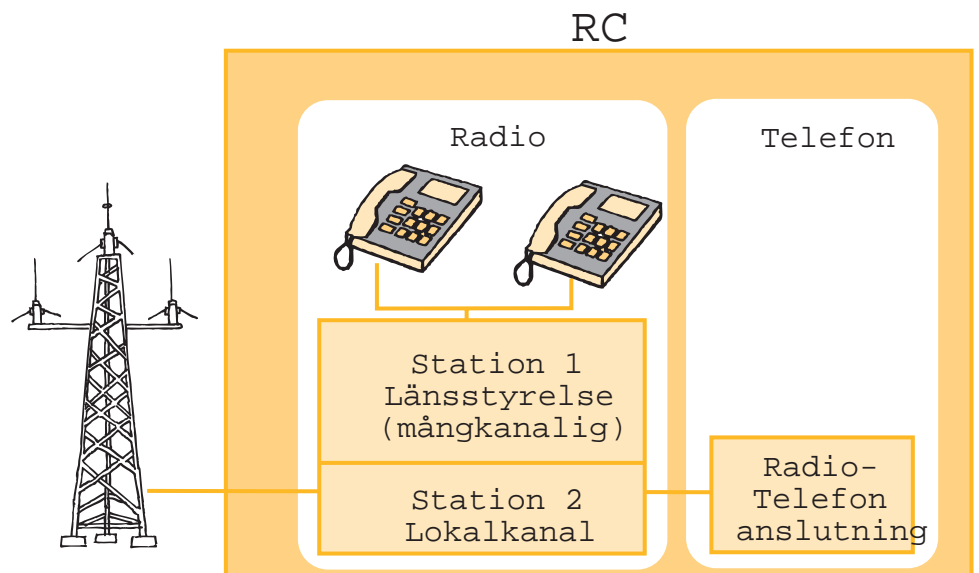 RC
Radio
Telefon
Station 1
Länsstyrelse
(mångkanalig)
Station 2
Lokalkanal
Radio-
Telefon
anslutning